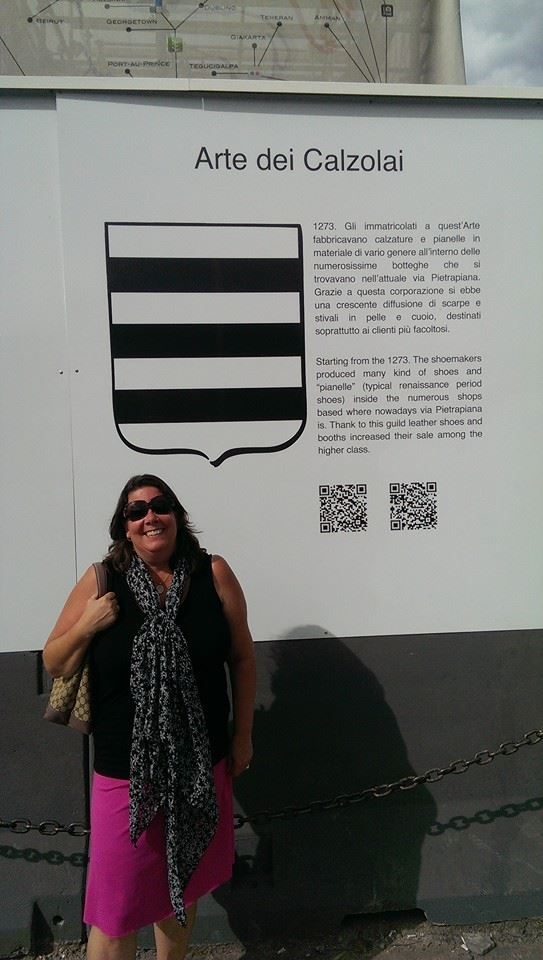 DUBLINO
BEIRUT
GEORGETOWN
TEHERAN
AMMAN
GIAKARTA
PORT-AU-PRINCE
TEGUCIGALPA
Arte dei Calzolai
1273. Gli immatricolati a quest'Arte
fabbricavano calzature e pianelle in
materiale di vario genere all'interno delle
numerosissime botteghe che si
trovavano nell'attuale via Pietrapiana.
Grazie a questa corporazione si ebbe
una crescente diffusione di scarpe e
stivali in pelle e cuoio, destinati
soprattutto ai clienti più facoltosi.
Starting from the 1273. The shoemakers
produced many kind of shoes and
"pianelle" (typical renaissance period
shoes) inside the numerous shops
based where nowadays via Pietrapiana
is. Thank to this guild leather shoes and
booths increased their sale among the
higher class.